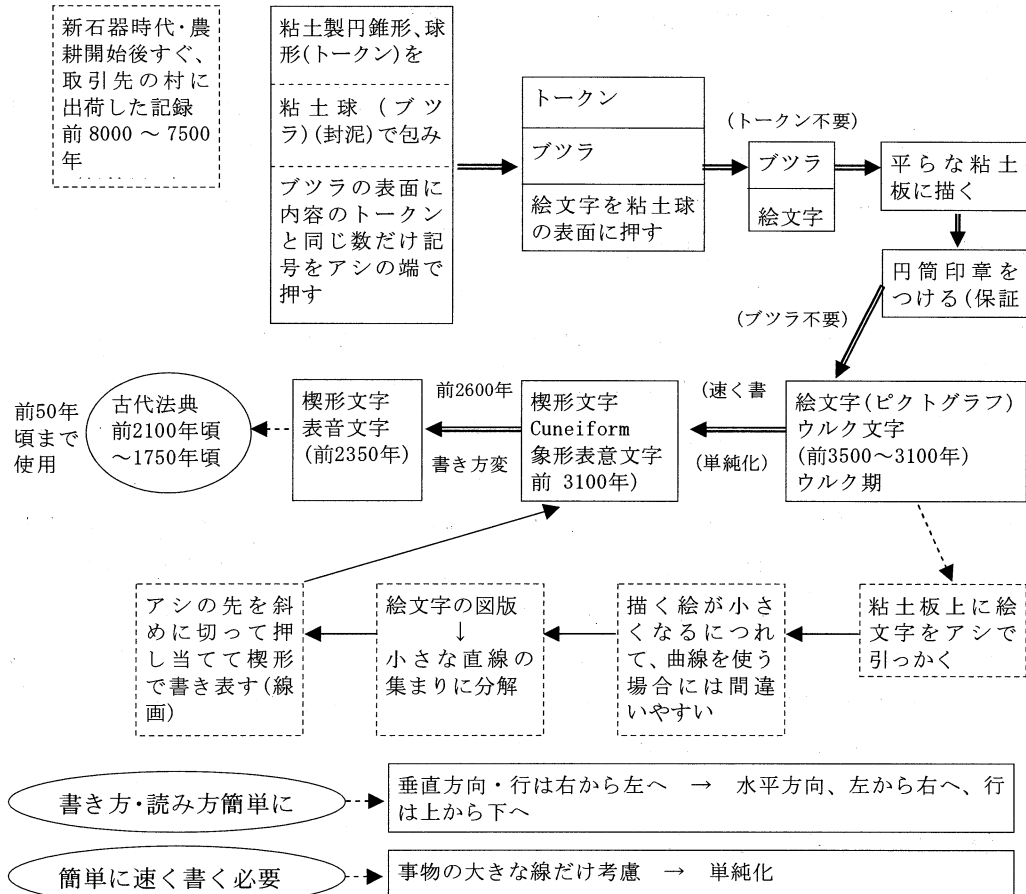 新石器時代・農
耕開始後すぐ、
取引先の村に
出荷した記録
前 8000 ～ 7500
年
粘土製円錐形、球
形(トークン)を
粘土球(ブツ
ラ)(封泥)で包み
ブツラの表面に
内容のトークン
と同じ数だけ記
号をアシの端で
押す
トークン
ブツラ
絵文字を粘土球
の表面に押す
(トークン不要)
ブツラ
絵文字
平らな粘土
板に描く
円筒印章を
つける(保証
(ブツラ不要)
絵文字(ピクトグラフ)
ウルク文字
(前3500～3100年)
ウルク期
(速く書
(単純化)
楔形文字
Cuneiform
象形表意文字
前 3100年)
前2600年
書き方変
楔形文字
表音文字
(前2350年)
古代法典
前2100年頃
～1750年頃
前50年
頃まで
使用
粘土板上に絵
文字をアシで
引っかく
描く絵が小さ
くなるにつれ
て、曲線を使う
場合には間違
いやすい
絵文字の図版
↓
小さな直線の
集まりに分解
アシの先を斜
めに切って押
し当てて楔形
で書き表す(線
画)
書き方・読み方簡単に
垂直方向・行は右から左へ → 水平方向、左から右へ、行
は上から下へ
簡単に速く書く必要
事物の大きな線だけ考慮 → 単純化